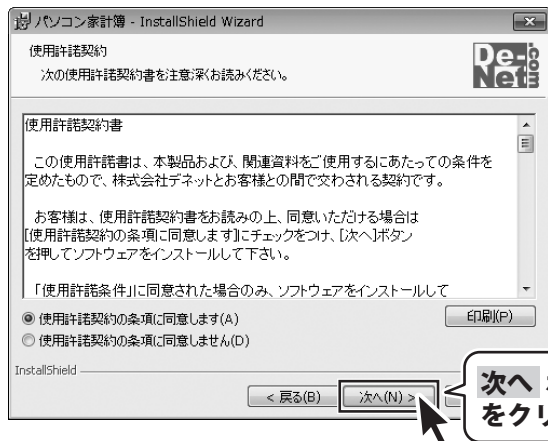 パソコン家計簿 - InstallShield Wizard
使用許諾契約
次の使用許諾契約書を注意深くお読みください。
De-Net.com
使用許諾契約書
この使用許諾書は、本製品および、関連資料をご使用するにあたっての条件を
定めたもので、株式会社デネットとお客様との間で交わされる契約です。
お客様は、使用許諾契約書をお読みの上、同意いただける場合は
[使用許諾契約の条項に同意します]にチェックをつけ、[次へ]ボタン
を押してソフトウェアをインストールして下さい。
「使用許諾条件」に同意された場合のみ、ソフトウェアをインストールして
使用許諾契約の条項に同意します(A)
印刷(P)
使用許諾契約の条項に同意しません(D)
InstallShield
< 戻る(B)
次へ(N) >
次へ
をクリ